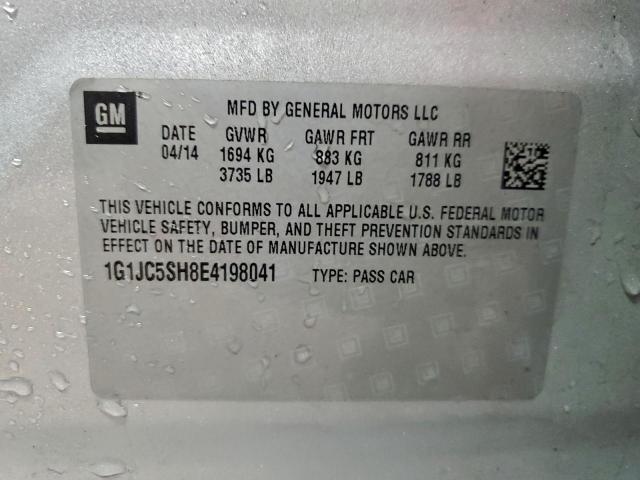 GM
MFD BY GENERAL MOTORS LLC
DATE GVWR GAWR FRT GAWR RR
04/14 1694 KG 883 KG 811 KG
3735 LB 1947 LB 1788 LB
THIS VEHICLE CONFORMS TO ALL APPLICABLE U.S. FEDERAL MOTOR
VEHICLE SAFETY, BUMPER, AND THEFT PREVENTION STANDARDS IN
EFFECT ON THE DATE OF MANUFACTURE SHOWN ABOVE.
1G1JC5SH8E4198041 TYPE: PASS CAR